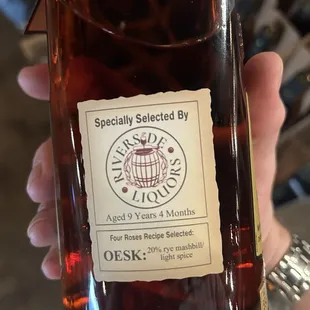 Specially Selected By
RIVERSIDE
LIQUORS
Aged 9 Years 4 Months
Four Roses Recipe Selected:
OESK: 20% rye mashbill/
light spice